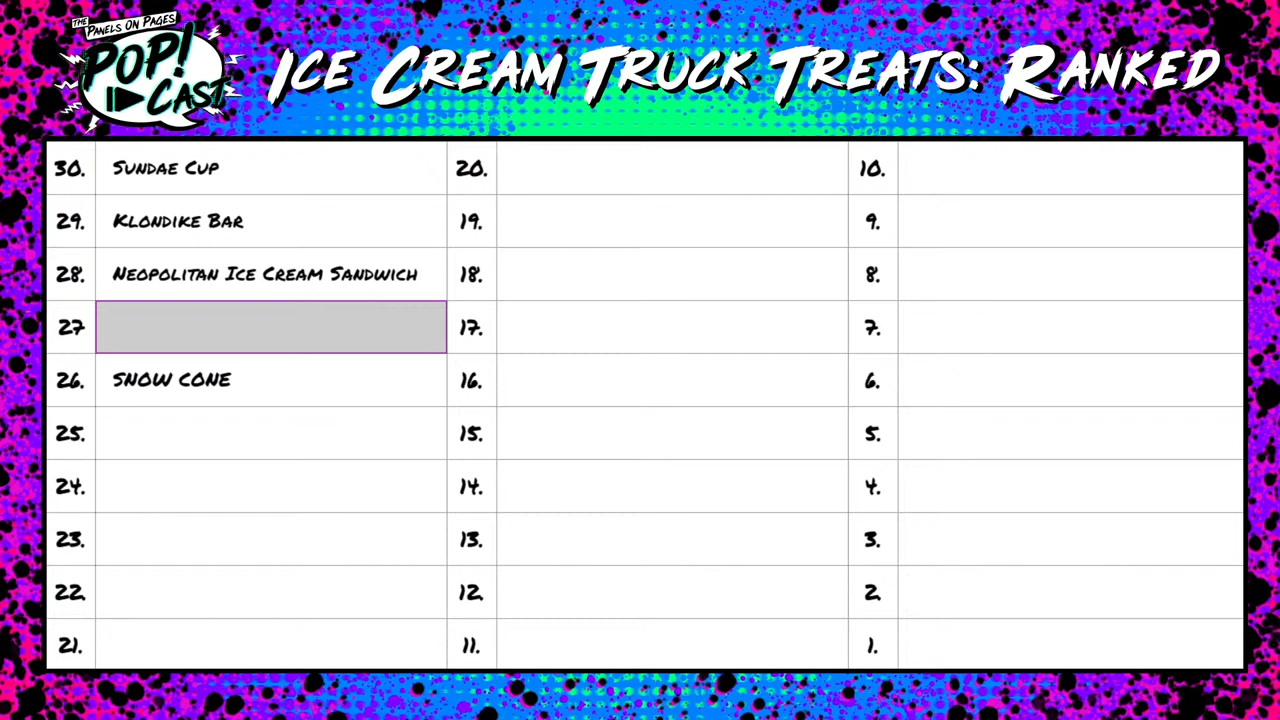 THE
PANELS ON PAGES
POP!
CAST
ICE CREAM TRUCK TREATS: RANKED
30. SUNDAE CUP
29. KLONDIKE BAR
28. NEOPOLITAN ICE CREAM SANDWICH
27
26. SNOW CONE
25.
24.
23.
22.
21.
20.
19.
18.
17.
16.
15.
14.
13.
12.
11.
10.
9.
8.
7.
6.
5.
4.
3.
2.
1.